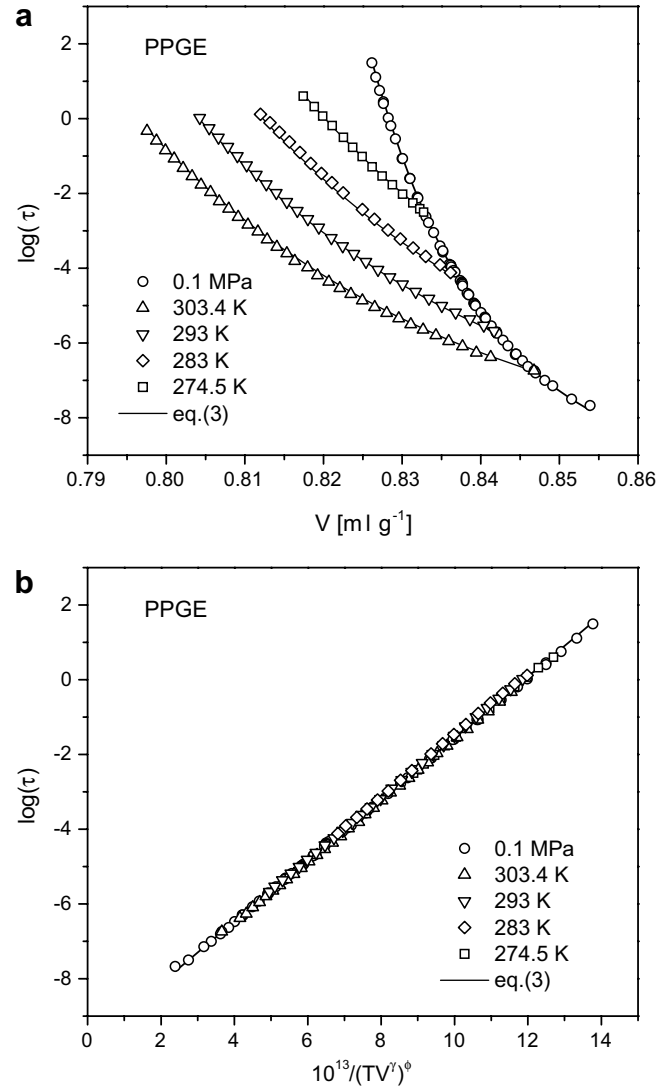 a
PPGE
2
0
-2
-4
-6
-8
log(τ)
0.1 MPa
303.4 K
293 K
283 K
274.5 K
eq.(3)
0.79 0.80 0.81 0.82 0.83 0.84 0.85 0.86
V [ml g⁻¹]
b
PPGE
2
0
-2
-4
-6
-8
log(τ)
0.1 MPa
303.4 K
293 K
283 K
274.5 K
eq.(3)
0 2 4 6 8 10 12 14
10¹³/(TVᵞ)ᶲ